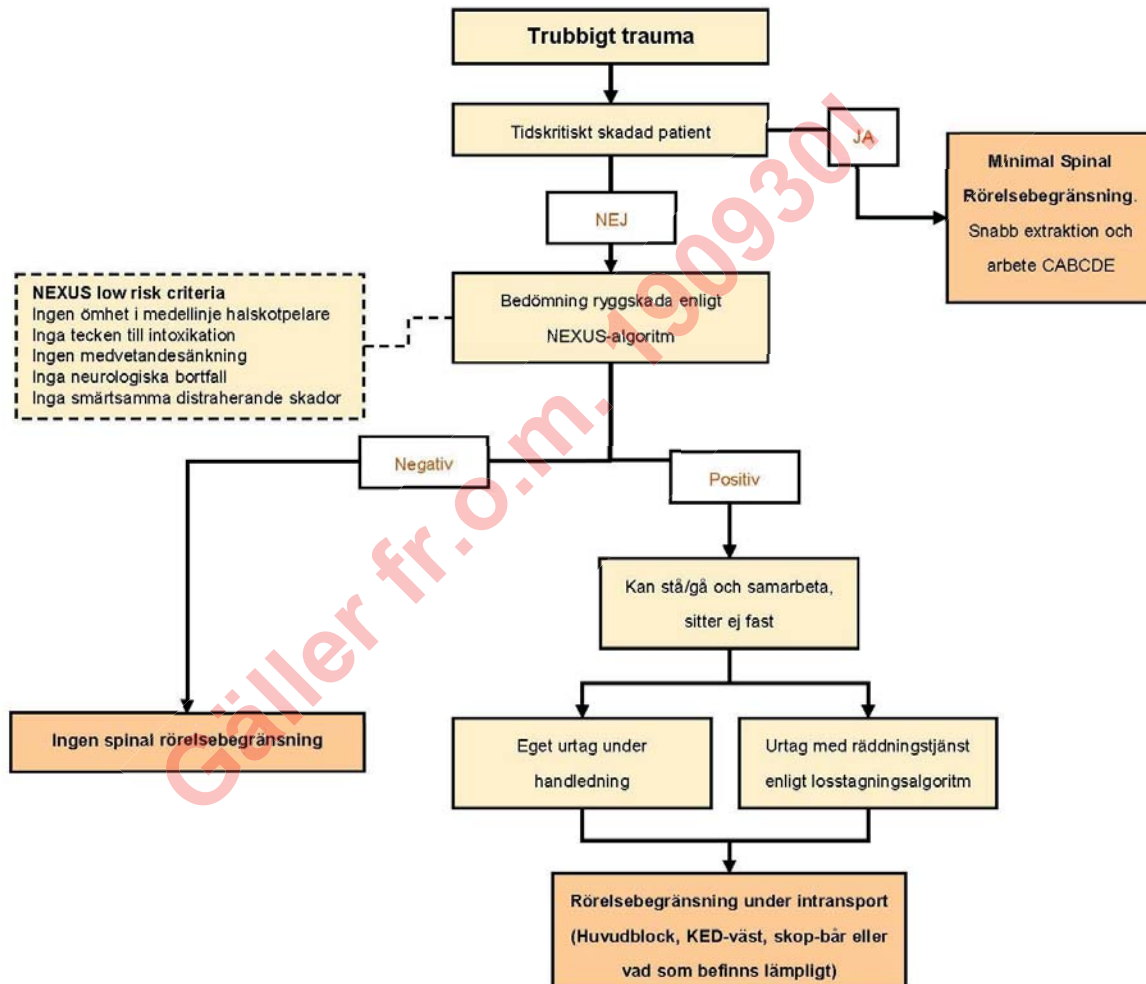 Trubbigt trauma
Tidskritiskt skadad patient
JA
Minimal Spinal
Rörelsebegränsning.
Snabb extraktion och
arbete CABCDE
NEJ
NEXUS low risk criteria
Ingen ömhet i medellinje halskotpelare
Inga tecken till intoxikation
Ingen medvetandesänkning
Inga neurologiska bortfall
Inga smärtsamma distraherande skador
Bedömning ryggskada enligt
NEXUS-algoritm
Negativ
Positiv
Kan stå/gå och samarbeta,
sitter ej fast
Ingen spinal rörelsebegränsning
Eget urtag under
handledning
Urtag med räddningstjänst
enligt losstagningsalgoritm
Rörelsebegränsning under intransport
(Huvudblock, KED-väst, skop-bår eller
vad som befinns lämpligt)
Gäller fr.o.m. 190930!